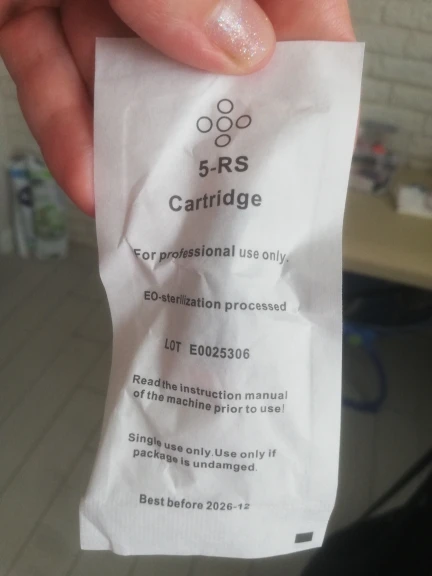 5-RS
Cartridge
For professional use only.
EO-sterilization processed
LOT E0025306
Read the instruction manual
of the machine prior to use!
Single use only.Use only if
package is undamged.
Best before 2026-12